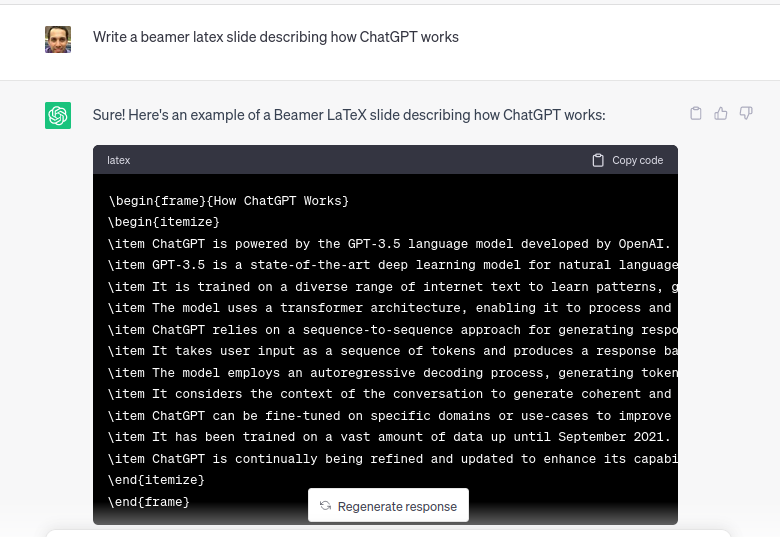 Write a beamer latex slide describing how ChatGPT works
Sure! Here's an example of a Beamer LaTeX slide describing how ChatGPT works:
latex
Copy code
\begin{frame}{How ChatGPT Works}
\begin{itemize}
\item ChatGPT is powered by the GPT-3.5 language model developed by OpenAI.
\item GPT-3.5 is a state-of-the-art deep learning model for natural language
\item It is trained on a diverse range of internet text to learn patterns, g
\item The model uses a transformer architecture, enabling it to process and
\item ChatGPT relies on a sequence-to-sequence approach for generating respo
\item It takes user input as a sequence of tokens and produces a response ba
\item The model employs an autoregressive decoding process, generating token
\item It considers the context of the conversation to generate coherent and
\item ChatGPT can be fine-tuned on specific domains or use-cases to improve
\item It has been trained on a vast amount of data up until September 2021.
\item ChatGPT is continually being refined and updated to enhance its capabi
\end{itemize}
\end{frame}
Regenerate response